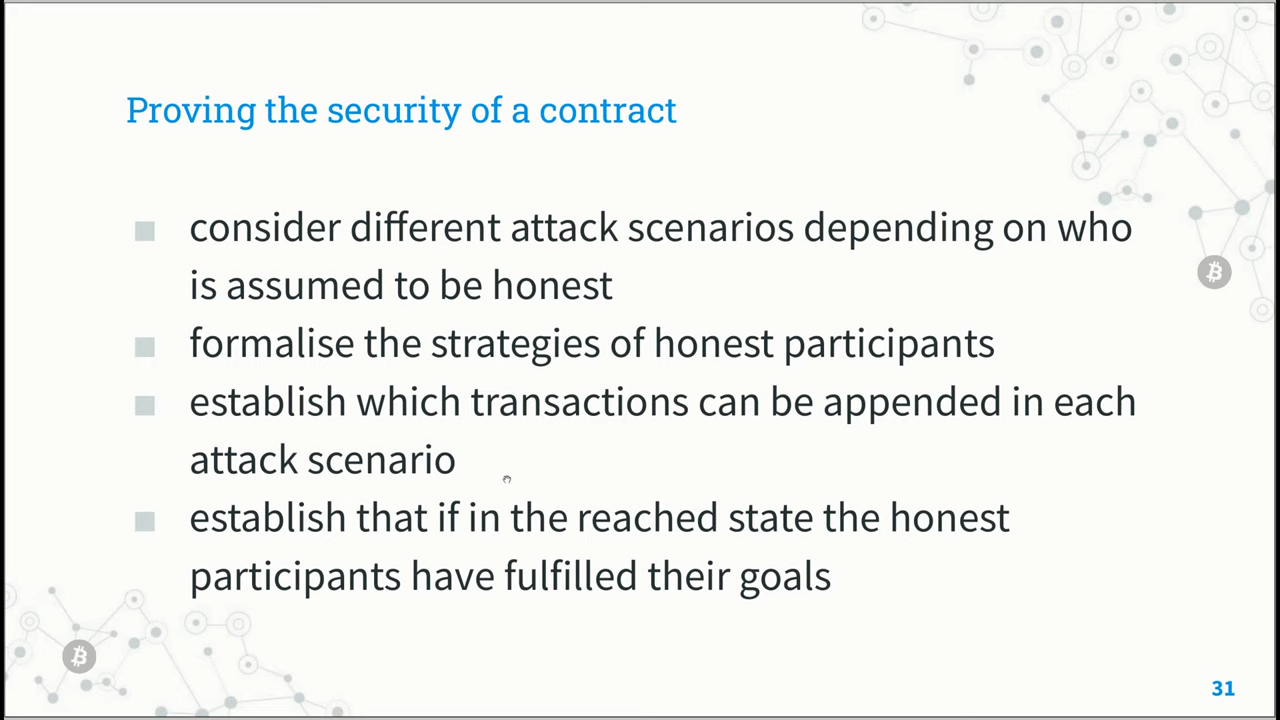 Proving the security of a contract
consider different attack scenarios depending on who
is assumed to be honest
formalise the strategies of honest participants
establish which transactions can be appended in each
attack scenario
establish that if in the reached state the honest
participants have fulfilled their goals
31